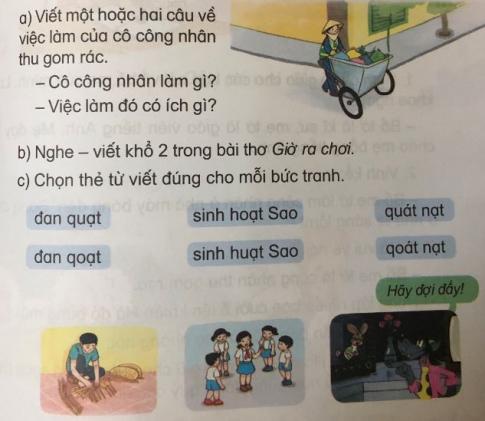 a) Viết một hoặc hai câu về
việc làm của cô công nhân
thu gom rác.
– Cô công nhân làm gì?
– Việc làm đó có ích gì?
b) Nghe – viết khổ 2 trong bài thơ Giờ ra chơi.
c) Chọn thẻ từ viết đúng cho mỗi bức tranh.
đan quạt
sinh hoạt Sao
quát nạt
đan qoạt
sinh huạt Sao
qoát nạt
Hãy đợi đấy!